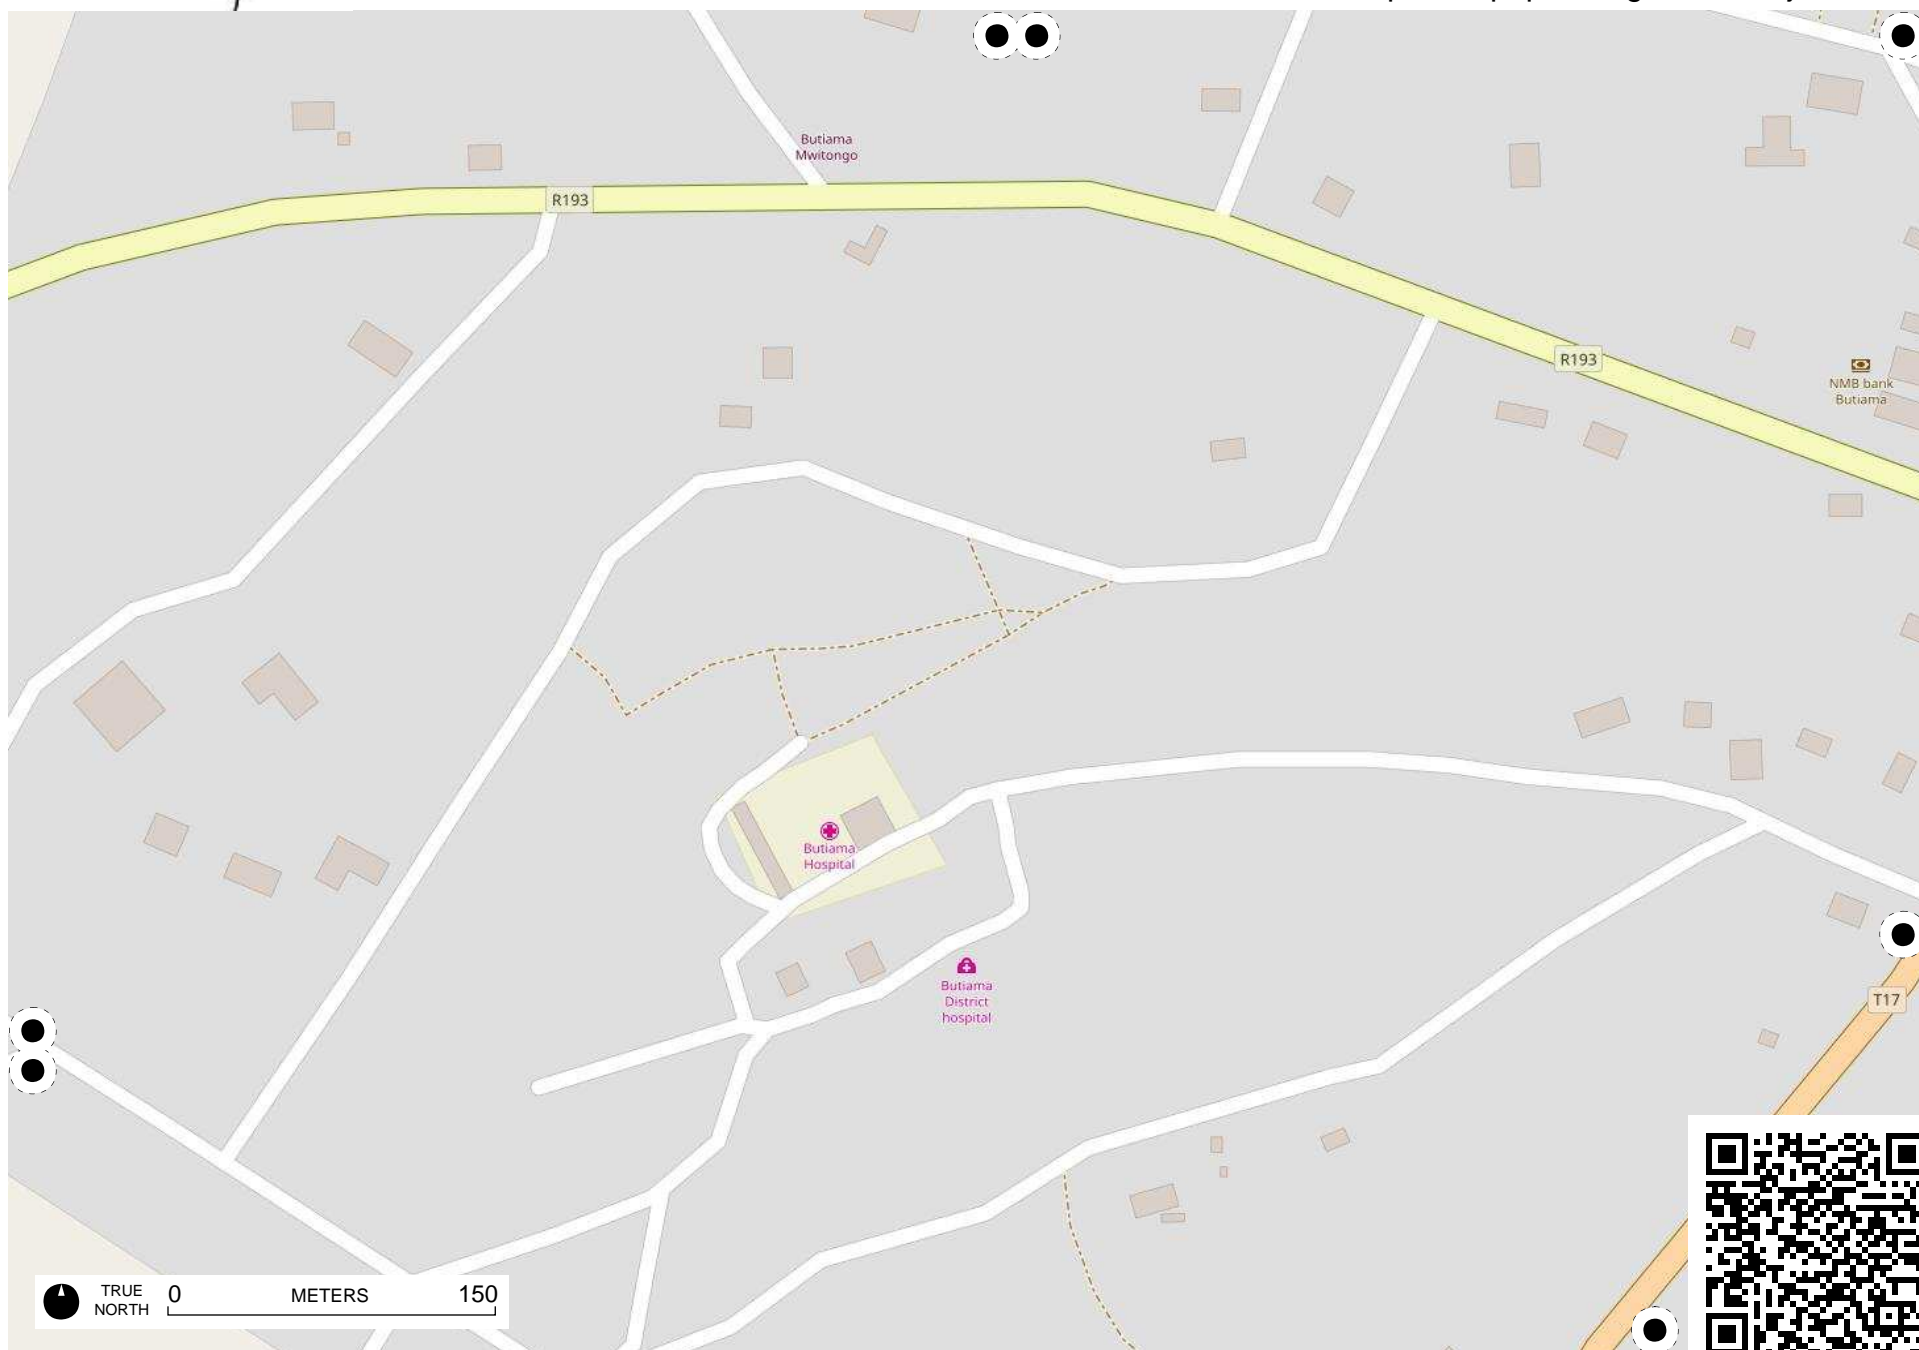 Butiama
Mwitongo
R193
R193
NMB bank
Butiama
Butiama
Hospital
Butiama
District
hospital
T17
TRUE
NORTH
0
METERS
150